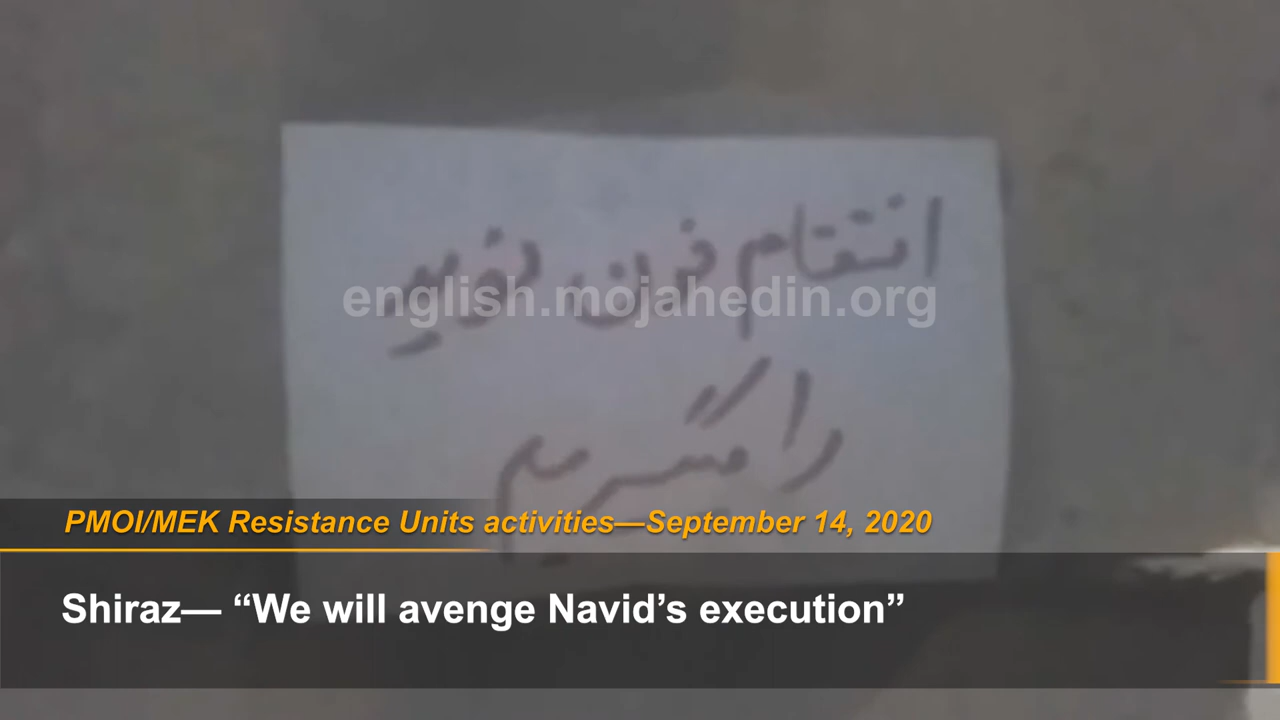 انتقام خون نوید
english.mojahedin.org
را میگیریم
PMOI/MEK Resistance Units activities—September 14, 2020
Shiraz— “We will avenge Navid’s execution”